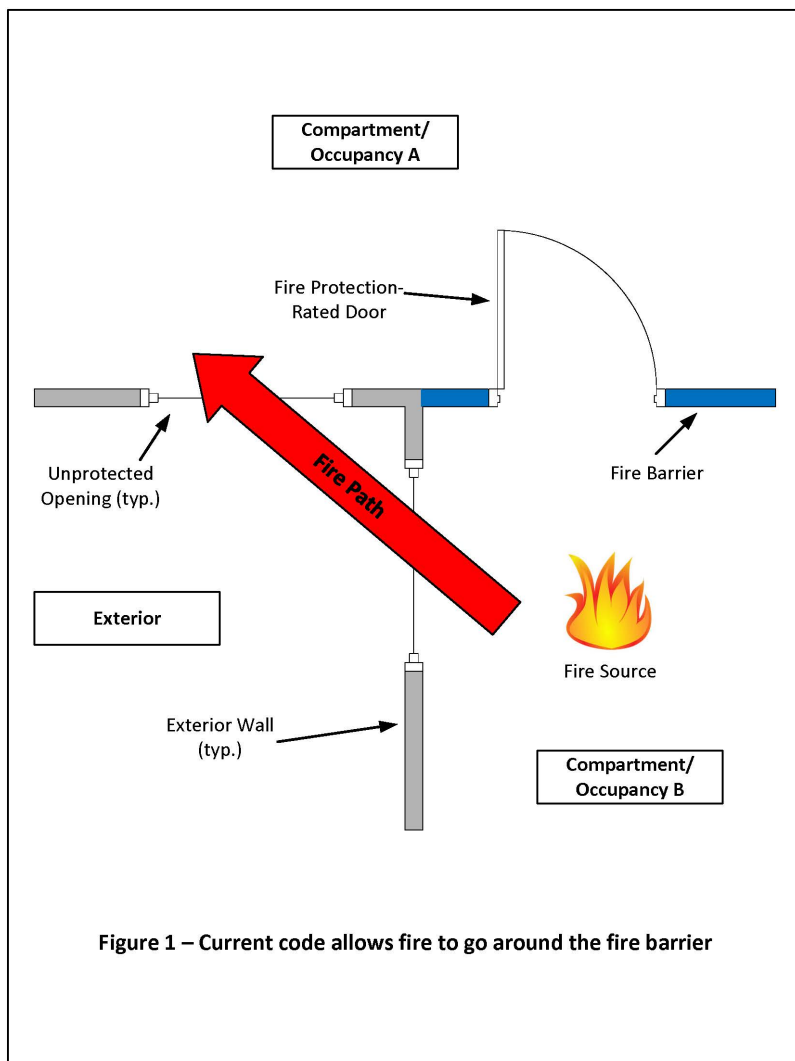 Compartment/
Occupancy A
Fire Protection-
Rated Door
Unprotected
Opening (typ.)
Fire Path
Fire Barrier
Exterior
Fire Source
Exterior Wall
(typ.)
Compartment/
Occupancy B
Figure 1 – Current code allows fire to go around the fire barrier